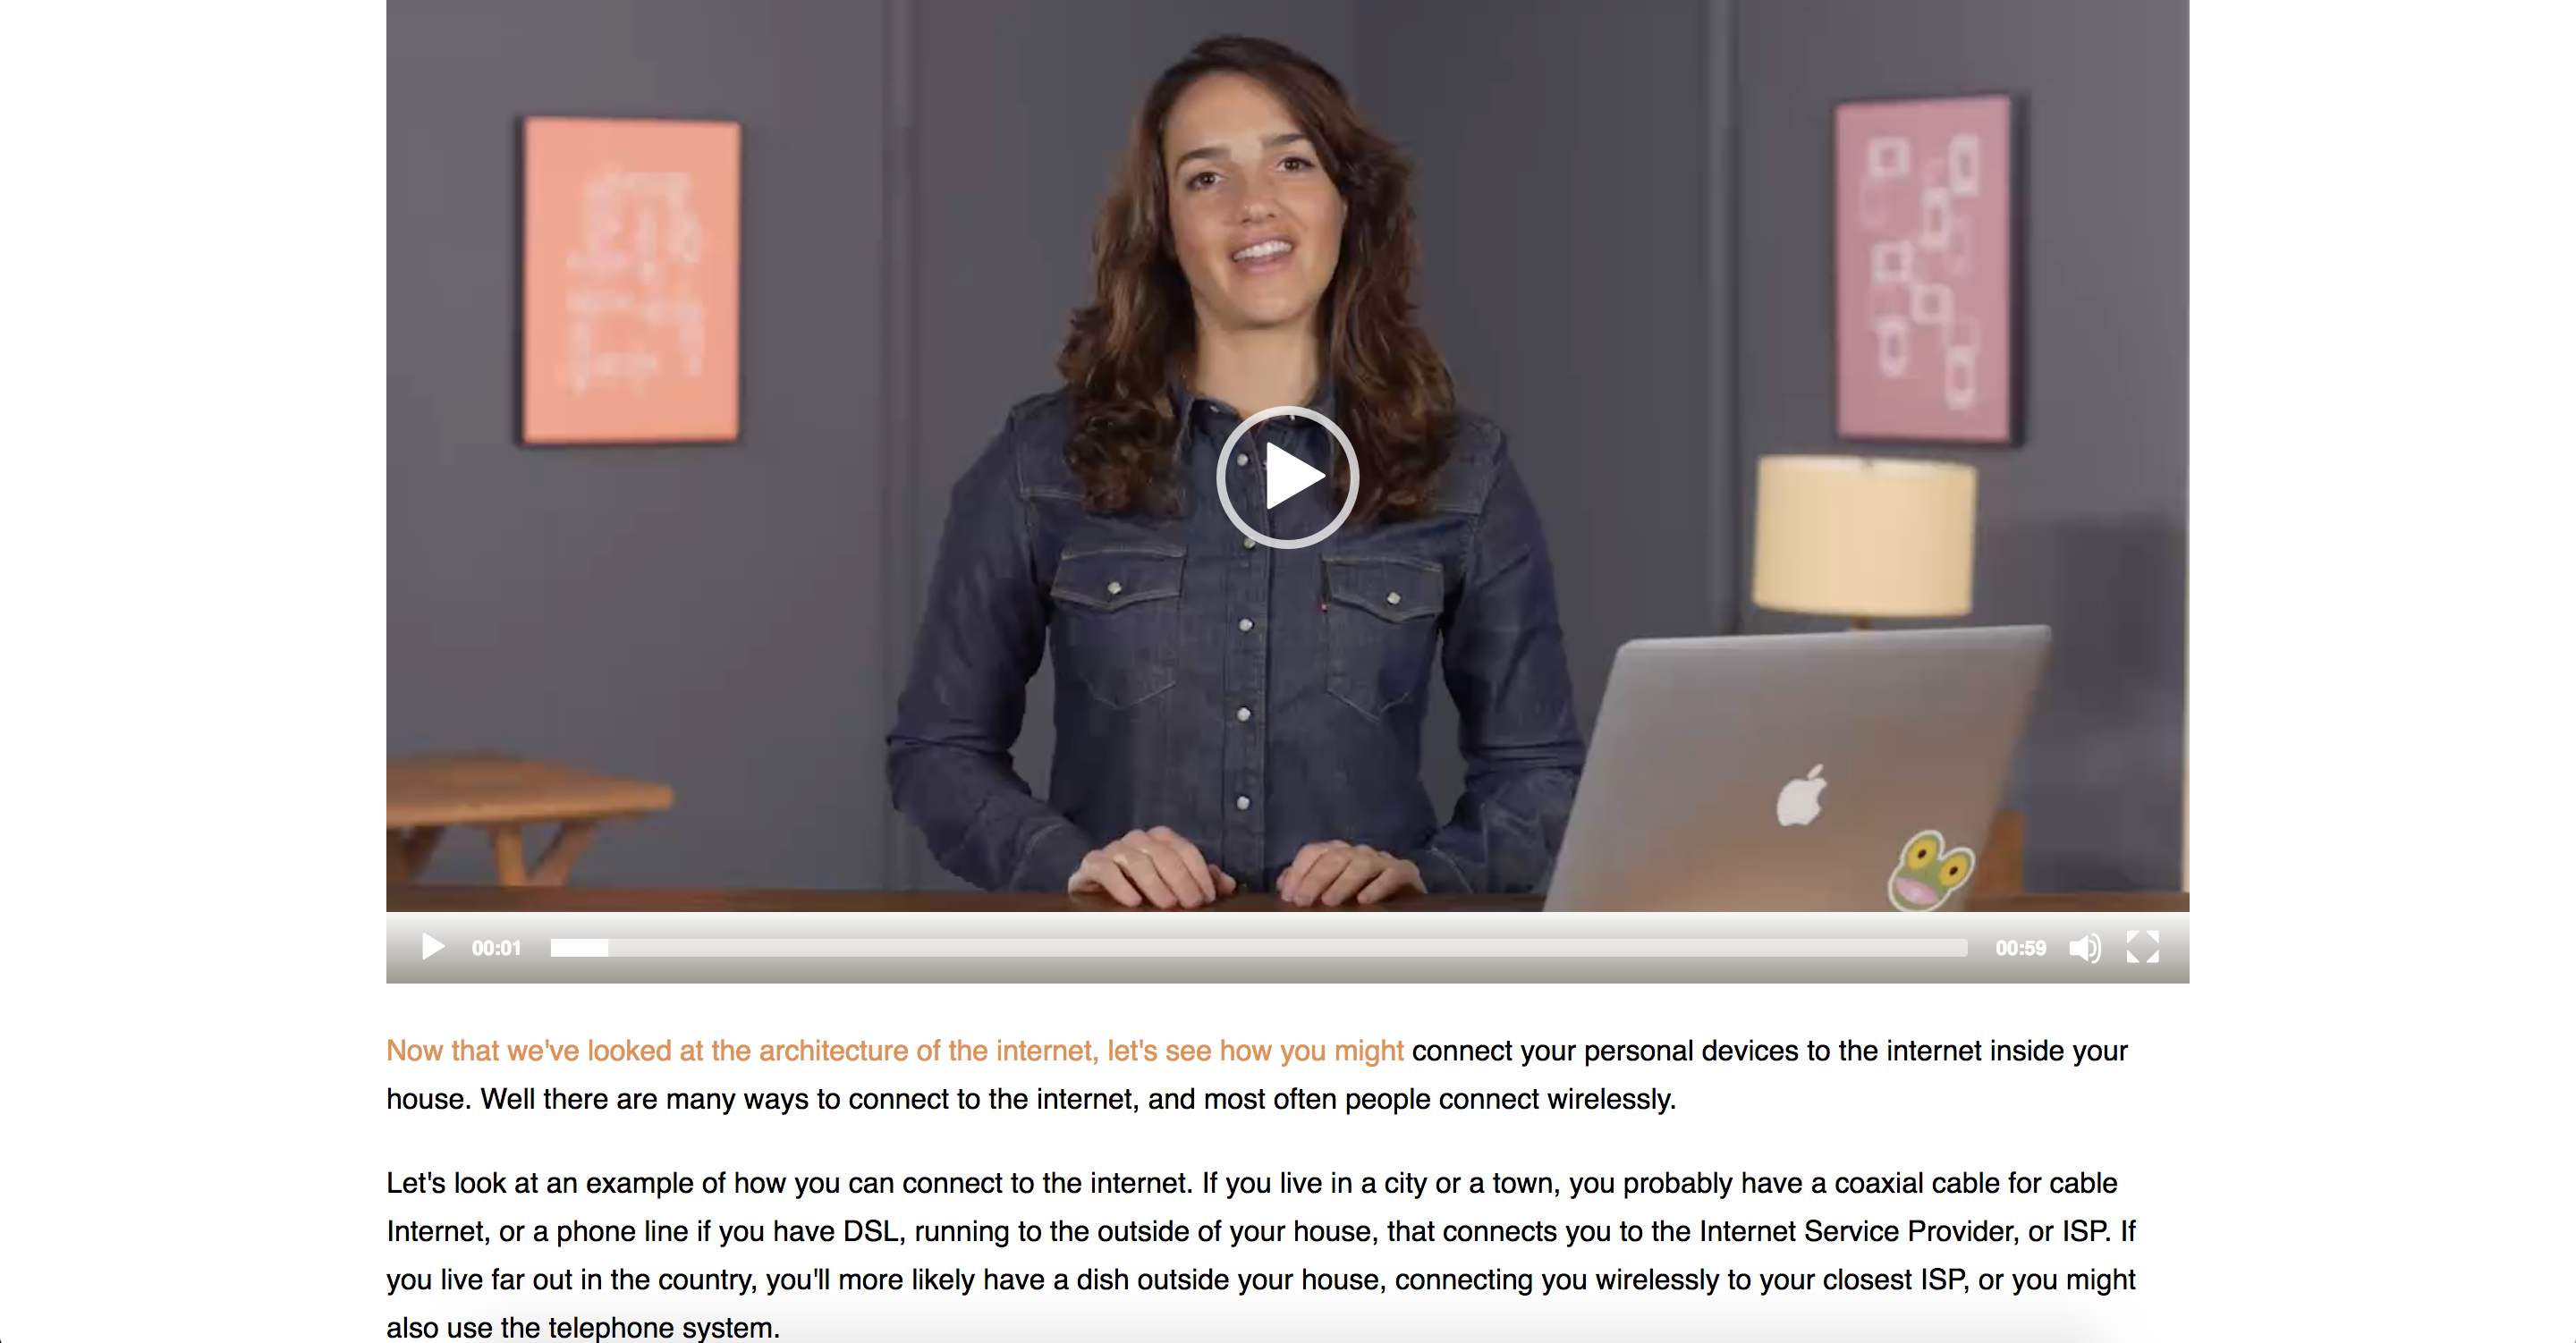 00:01
00:59
Now that we've looked at the architecture of the internet, let's see how you might connect your personal devices to the internet inside your
house. Well there are many ways to connect to the internet, and most often people connect wirelessly.
Let's look at an example of how you can connect to the internet. If you live in a city or a town, you probably have a coaxial cable for cable
Internet, or a phone line if you have DSL, running to the outside of your house, that connects you to the Internet Service Provider, or ISP. If
you live far out in the country, you'll more likely have a dish outside your house, connecting you wirelessly to your closest ISP, or you might
also use the telephone system.